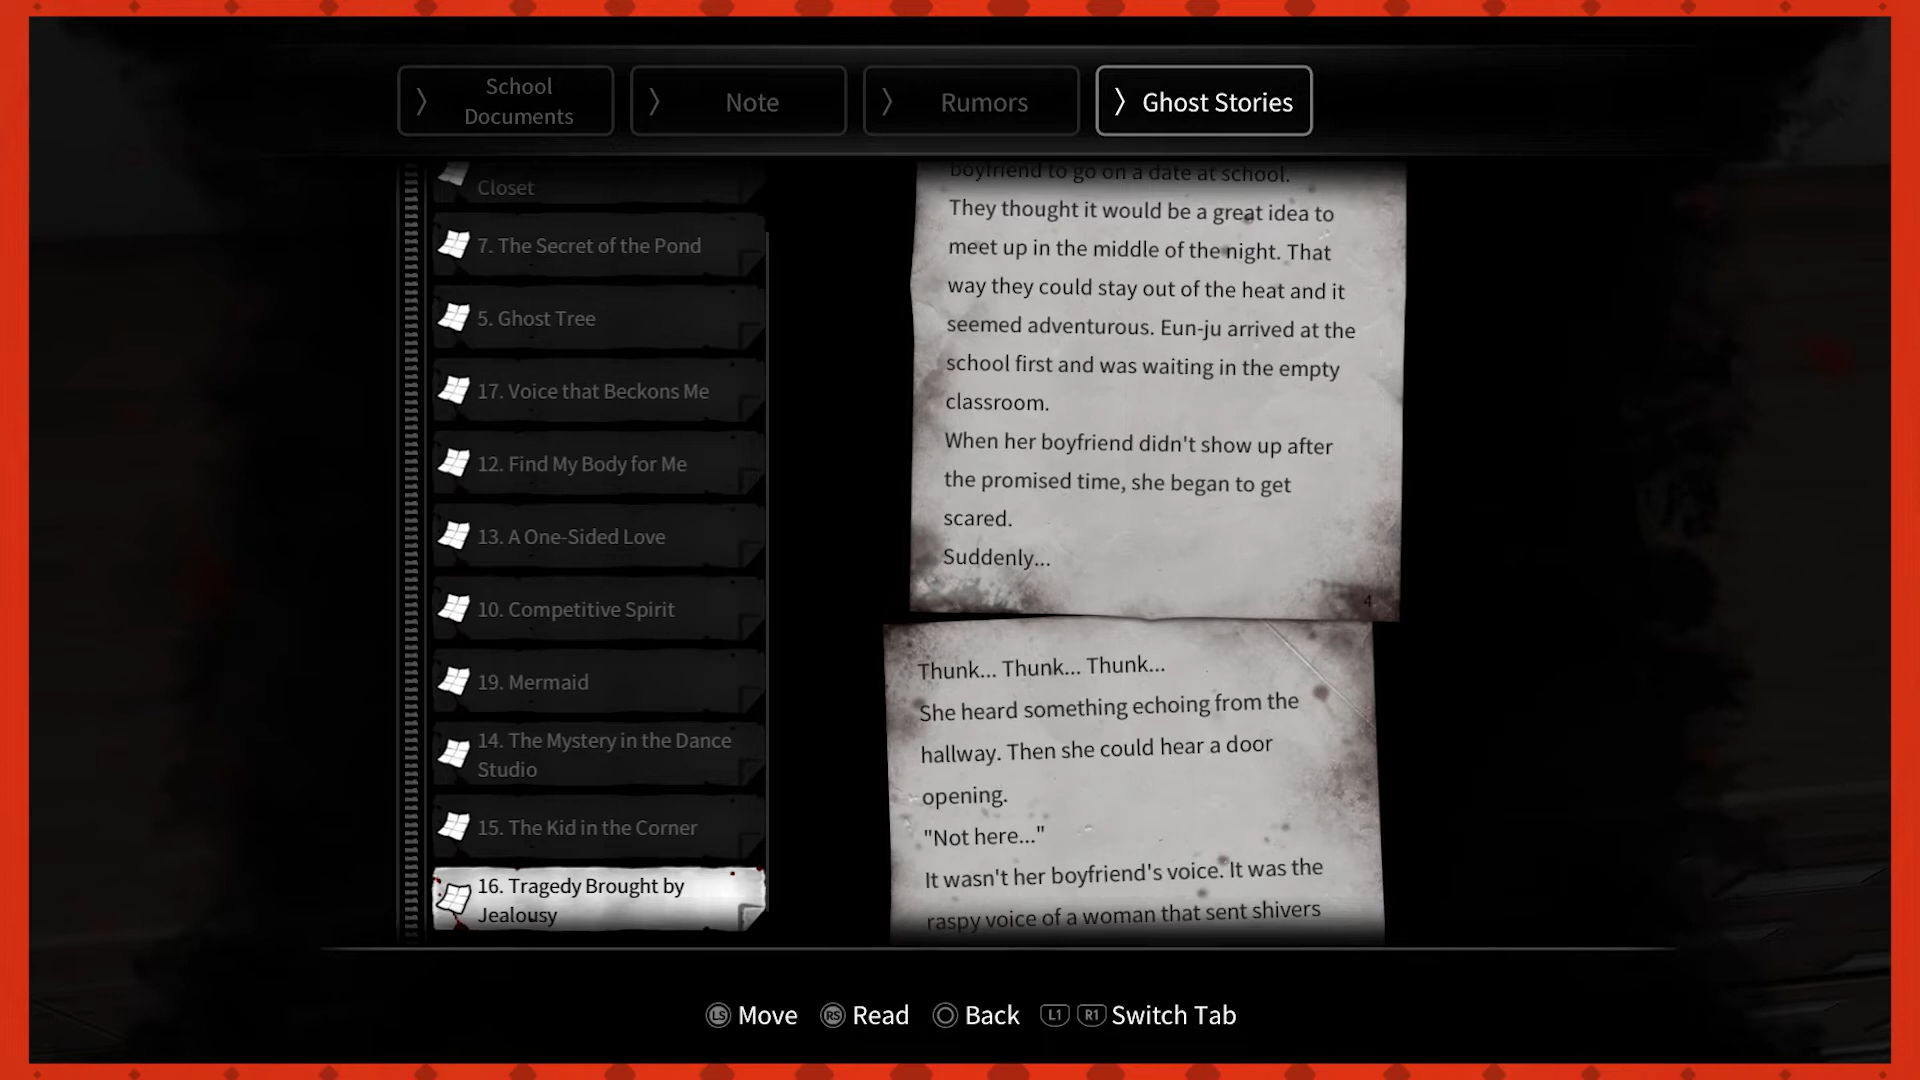 School
Documents
Note
Rumors
Ghost Stories
Closet
7. The Secret of the Pond
5. Ghost Tree
17. Voice that Beckons Me
12. Find My Body for Me
13. A One-Sided Love
10. Competitive Spirit
19. Mermaid
14. The Mystery in the Dance
Studio
15. The Kid in the Corner
16. Tragedy Brought by
Jealousy
boyfriend to go on a date at school.
They thought it would be a great idea to
meet up in the middle of the night. That
way they could stay out of the heat and it
seemed adventurous. Eun-ju arrived at the
school first and was waiting in the empty
classroom.
When her boyfriend didn't show up after
the promised time, she began to get
scared.
Suddenly...
4
Thunk... Thunk... Thunk...
She heard something echoing from the
hallway. Then she could hear a door
opening.
"Not here..."
It wasn't her boyfriend's voice. It was the
raspy voice of a woman that sent shivers
LS Move RS Read Back L1 R1 Switch Tab